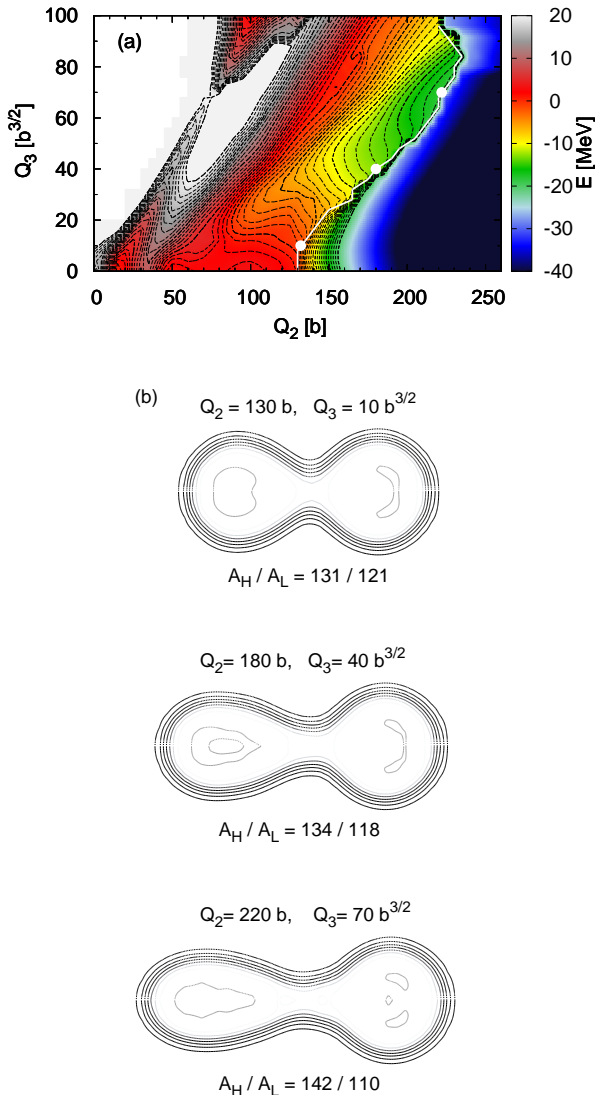 (a)
100
80
60
40
20
0
Q3 [b3/2]
0 50 100 150 200 250
Q2 [b]
20
10
0
-10
-20
-30
-40
E [MeV]
(b)
Q2 = 130 b, Q3 = 10 b3/2
AH / AL = 131 / 121
Q2= 180 b, Q3= 40 b3/2
AH / AL = 134 / 118
Q2= 220 b, Q3= 70 b3/2
AH / AL = 142 / 110